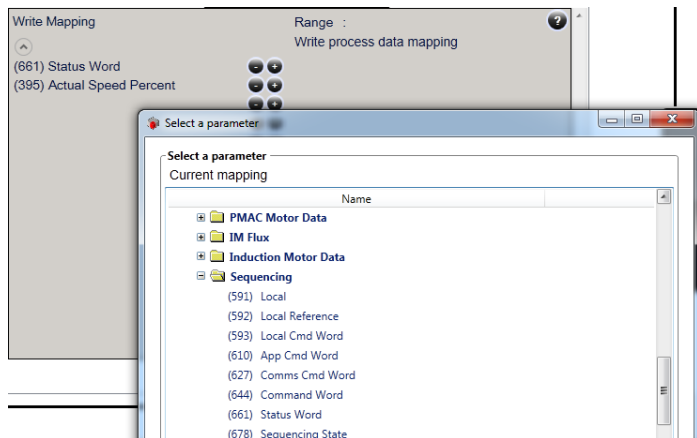 Write Mapping
Range :
Write process data mapping
(661) Status Word
(395) Actual Speed Percent
Select a parameter
Select a parameter
Current mapping
Name
PMAC Motor Data
IM Flux
Induction Motor Data
Sequencing
(591) Local
(592) Local Reference
(593) Local Cmd Word
(610) App Cmd Word
(627) Comms Cmd Word
(644) Command Word
(661) Status Word
(678) Sequencing State